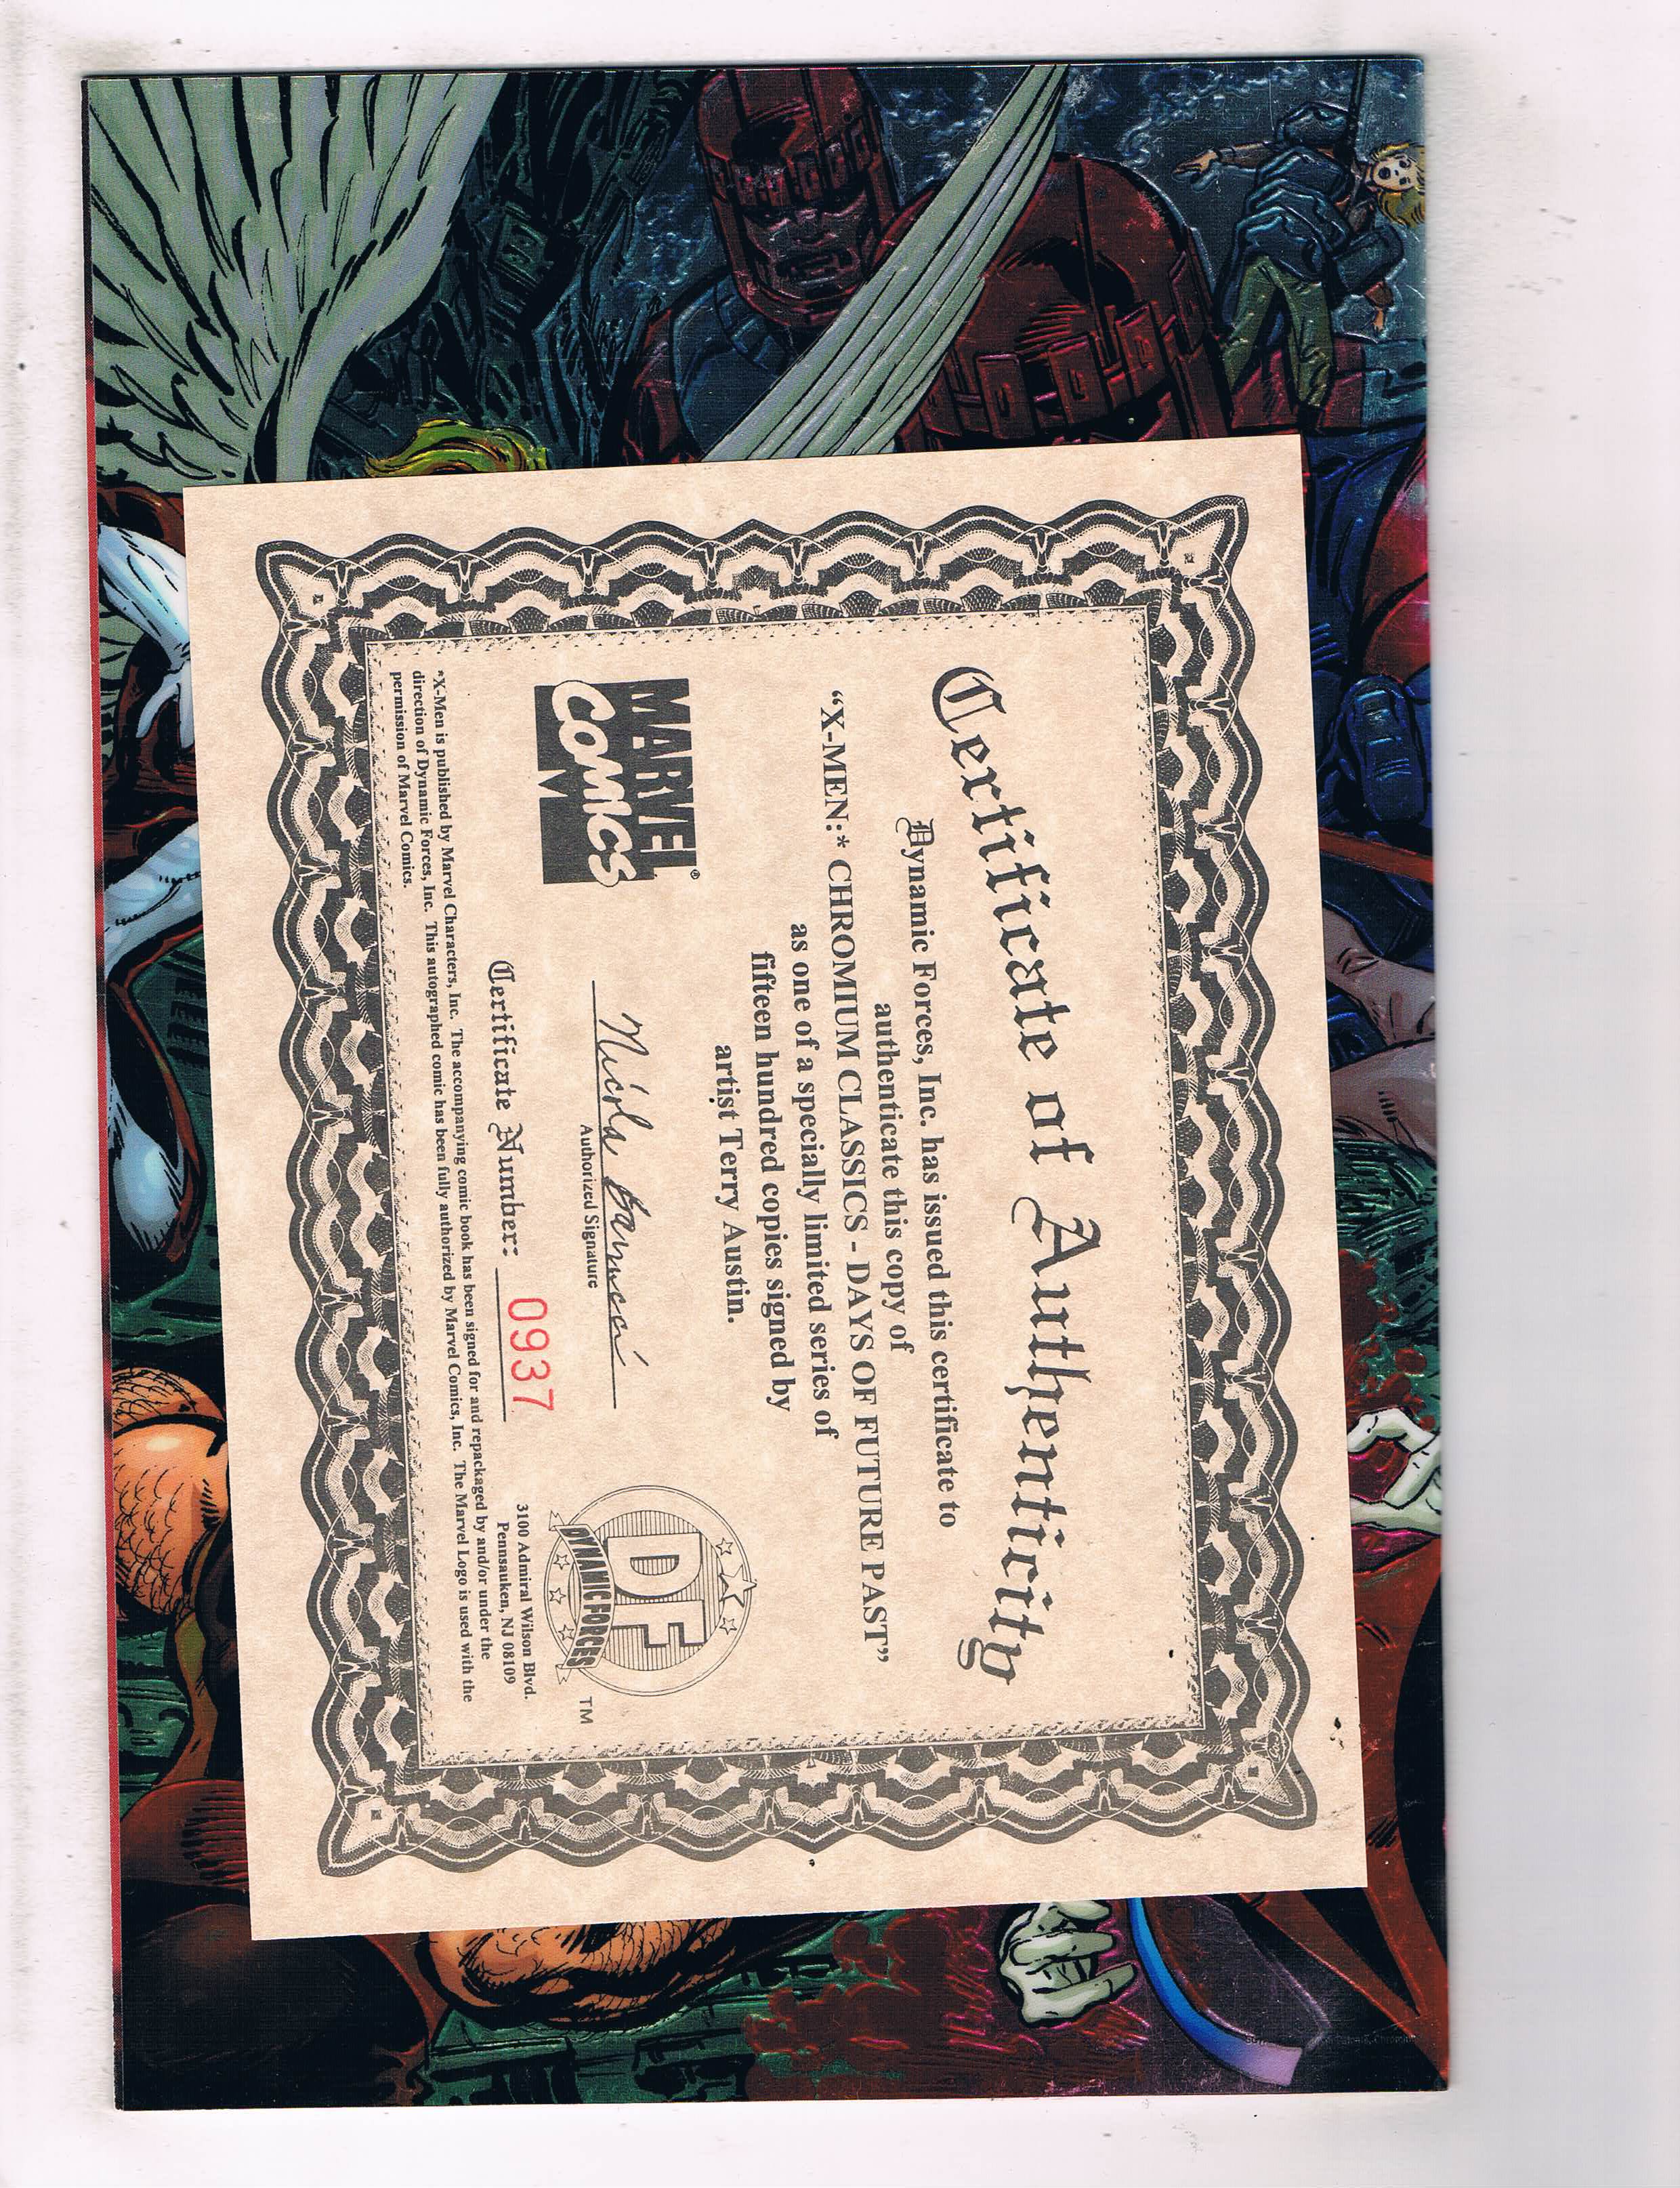 Certificate of Authenticity
Dynamic Forces, Inc. has issued this certificate to
authenticate this copy of
“X-MEN:* CHROMIUM CLASSICS - DAYS OF FUTURE PAST”
as one of a specially limited series of
fifteen hundred copies signed by
artist Terry Austin.
MARVEL®
COMICS
Authorized Signature
Certificate Number: 0937
DF
DYNAMIC FORCES
TM
3100 Admiral Wilson Blvd.
Pennsauken, NJ 08109
*X-Men is published by Marvel Characters, Inc. The accompanying comic book has been signed for and repackaged by and/or under the
direction of Dynamic Forces, Inc. This autographed comic has been fully authorized by Marvel Comics, Inc. The Marvel Logo is used with the
permission of Marvel Comics.